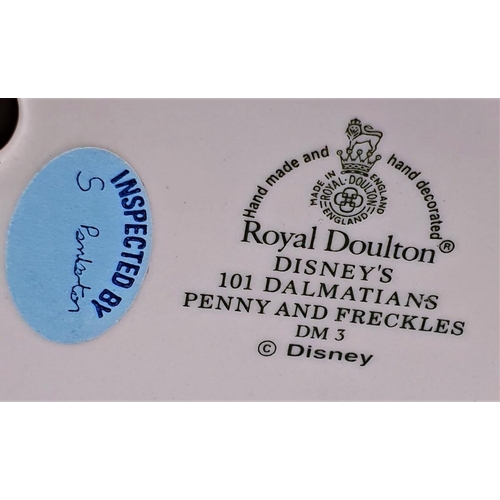 INSPECTED BY
S
Hand made and hand decorated
MADE IN ENGLAND
ROYAL-DOULTON
ENGLAND
Royal Doulton®
DISNEY'S
101 DALMATIANS
PENNY AND FRECKLES
DM 3
© Disney